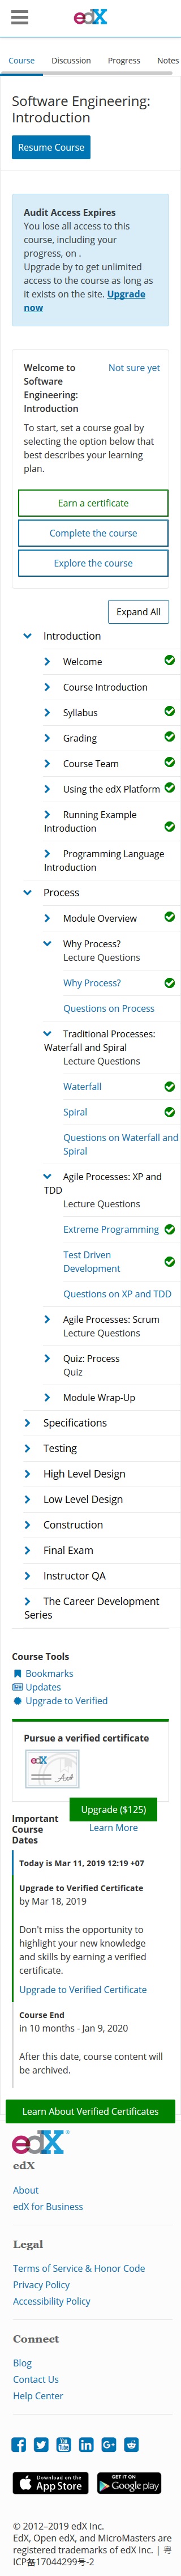 edX
Course Discussion Progress Notes
Software Engineering:
Introduction
Resume Course
Audit Access Expires
You lose all access to this
course, including your
progress, on .
Upgrade by to get unlimited
access to the course as long as
it exists on the site. Upgrade
now
Welcome to Not sure yet
Software
Engineering:
Introduction
To start, set a course goal by
selecting the option below that
best describes your learning
plan.
Earn a certificate
Complete the course
Explore the course
Expand All
Introduction
Welcome
Course Introduction
Syllabus
Grading
Course Team
Using the edX Platform
Running Example
Introduction
Programming Language
Introduction
Process
Module Overview
Why Process?
Lecture Questions
Why Process?
Questions on Process
Traditional Processes:
Waterfall and Spiral
Lecture Questions
Waterfall
Spiral
Questions on Waterfall and
Spiral
Agile Processes: XP and
TDD
Lecture Questions
Extreme Programming
Test Driven
Development
Questions on XP and TDD
Agile Processes: Scrum
Lecture Questions
Quiz: Process
Quiz
Module Wrap-Up
Specifications
Testing
High Level Design
Low Level Design
Construction
Final Exam
Instructor QA
The Career Development
Series
Course Tools
Bookmarks
Updates
Upgrade to Verified
Pursue a verified certificate
edX
Upgrade ($125)
Learn More
Important
Course
Dates
Today is Mar 11, 2019 12:19 +07
Upgrade to Verified Certificate
by Mar 18, 2019
Don't miss the opportunity to
highlight your new knowledge
and skills by earning a verified
certificate.
Upgrade to Verified Certificate
Course End
in 10 months - Jan 9, 2020
After this date, course content will
be archived.
Learn About Verified Certificates
edX
edX
About
edX for Business
Legal
Terms of Service & Honor Code
Privacy Policy
Accessibility Policy
Connect
Blog
Contact Us
Help Center
Download on the
App Store
GET IT ON
Google play
© 2012–2019 edX Inc.
EdX, Open edX, and MicroMasters are
registered trademarks of edX Inc. | 粤
ICP备17044299号-2